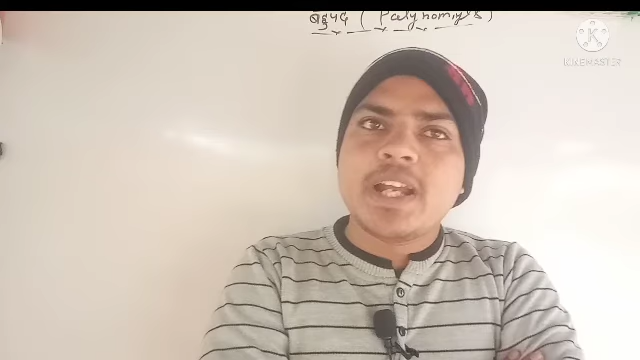 बहुपद ( Polynomials )
KINEMASTER